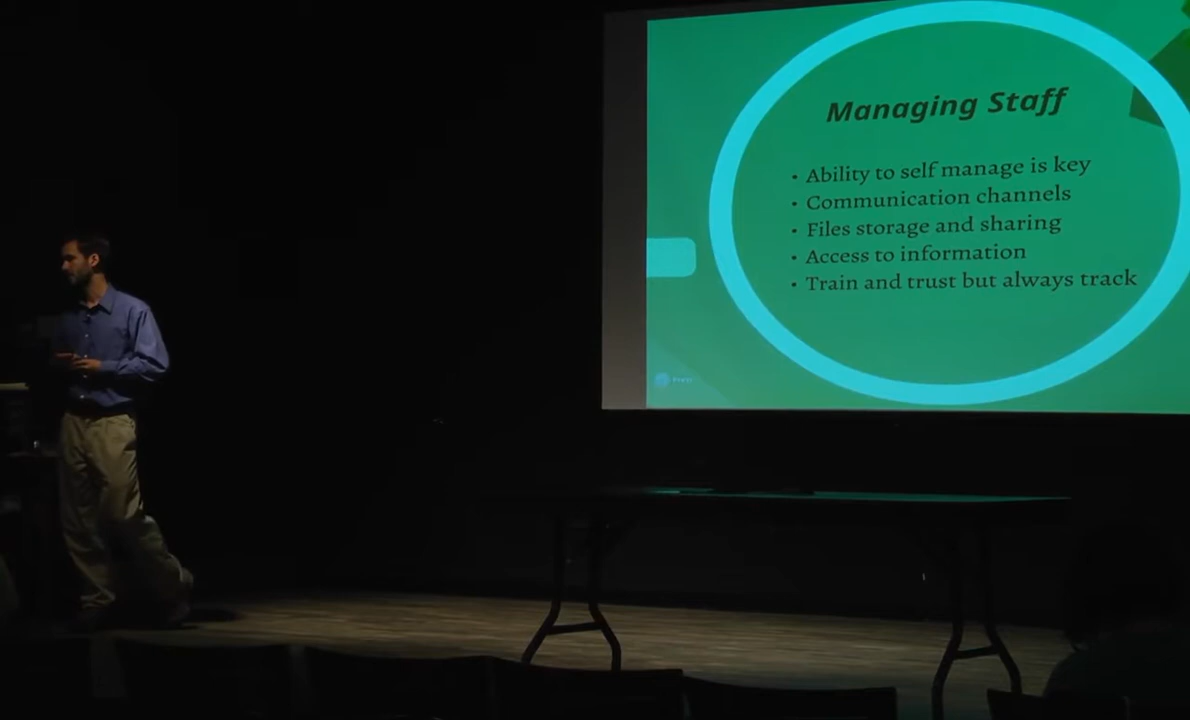 Managing Staff
• Ability to self manage is key
• Communication channels
• Files storage and sharing
• Access to information
• Train and trust but always track
Prezi